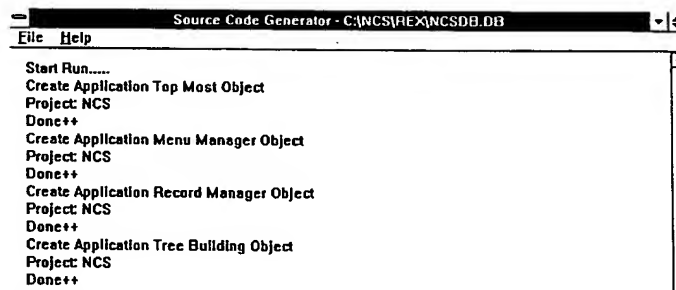 Source Code Generator - C:\NCS\REX\NCSDB.DB
File Help
Start Run.....
Create Application Top Most Object
Project: NCS
Done++
Create Application Menu Manager Object
Project: NCS
Done++
Create Application Record Manager Object
Project: NCS
Done++
Create Application Tree Building Object
Project: NCS
Done++